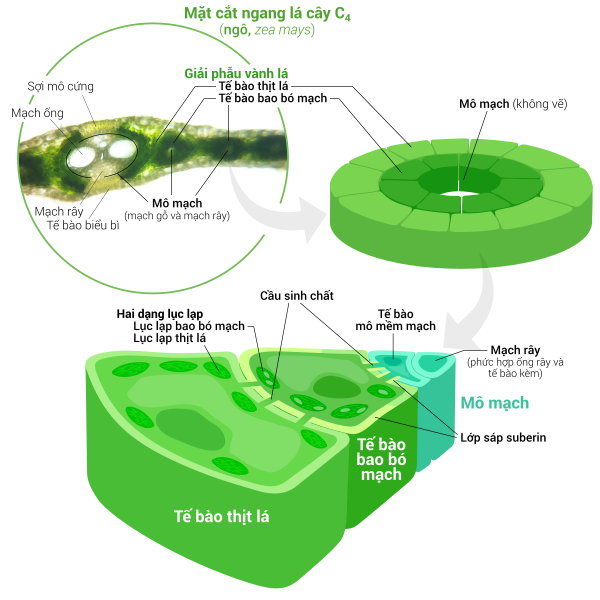 Mặt cắt ngang lá cây C₄
(ngô, zea mays)
Giải phẫu vành lá
Tế bào thịt lá
Tế bào bao bó mạch
Sợi mô cứng
Mạch ống
Mạch rây
Tế bào biểu bì
Mô mạch
(mạch gỗ và mạch rây)
Mô mạch (không vẽ)
Cầu sinh chất
Hai dạng lục lạp
Lục lạp bao bó mạch
Lục lạp thịt lá
Tế bào
mô mềm mạch
Mạch rây
(phức hợp ống rây và
tế bào kèm)
Mô mạch
Lớp sáp suberin
Tế bào
bao bó
mạch
Tế bào thịt lá